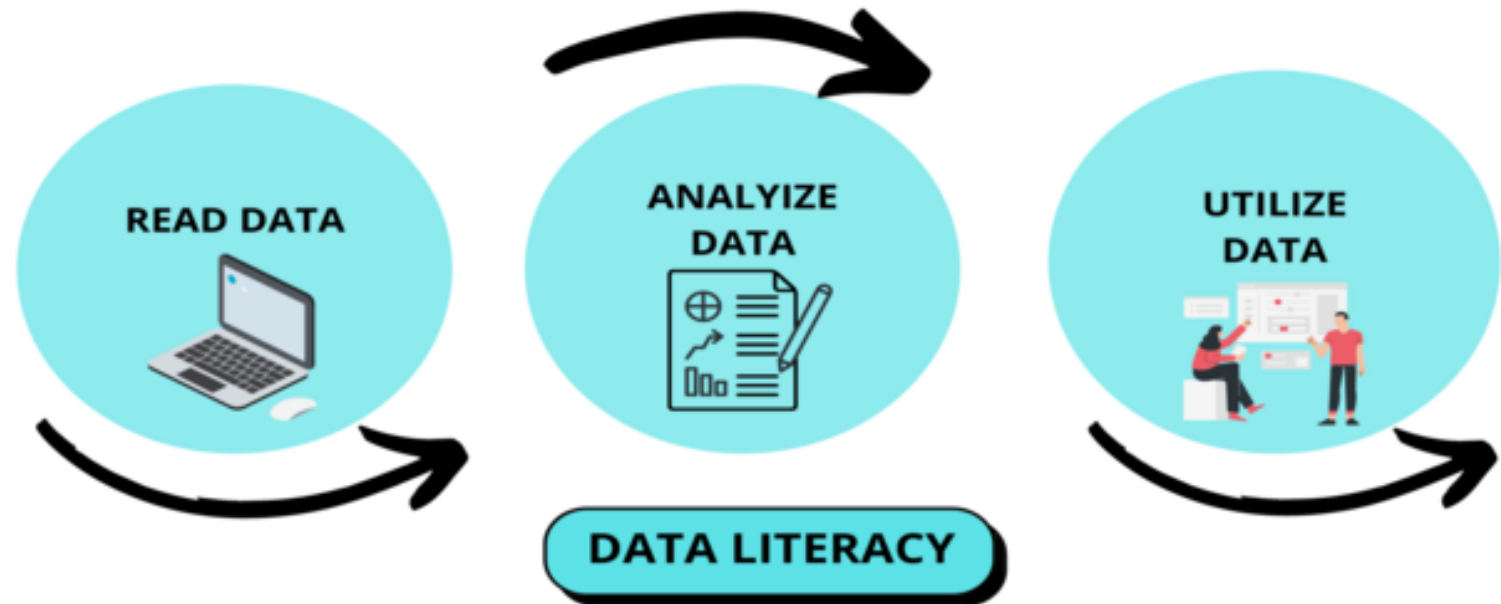 READ DATA
ANALYIZE
DATA
UTILIZE
DATA
DATA LITERACY